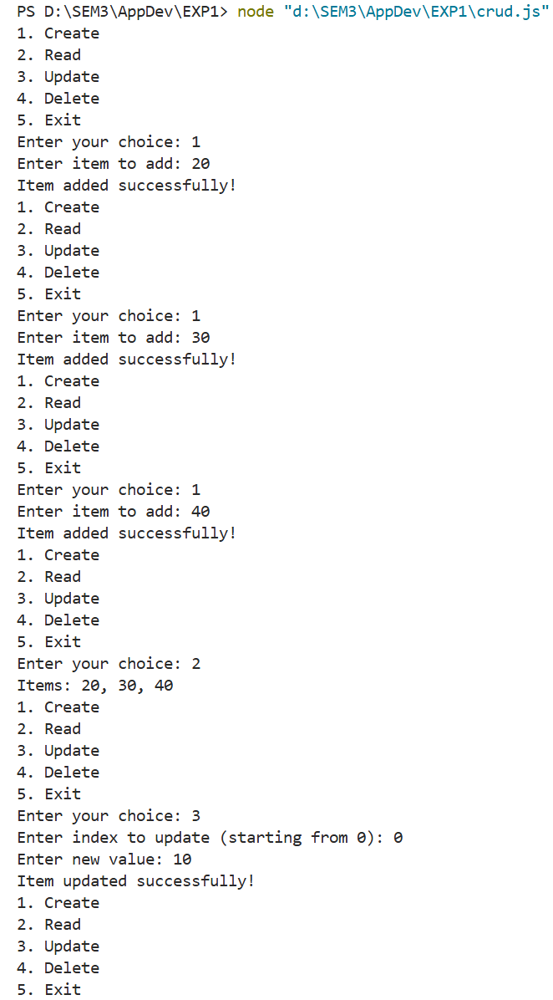 PS D:\SEM3\AppDev\EXP1> node "d:\SEM3\AppDev\EXP1\crud.js"
1. Create
2. Read
3. Update
4. Delete
5. Exit
Enter your choice: 1
Enter item to add: 20
Item added successfully!
1. Create
2. Read
3. Update
4. Delete
5. Exit
Enter your choice: 1
Enter item to add: 30
Item added successfully!
1. Create
2. Read
3. Update
4. Delete
5. Exit
Enter your choice: 1
Enter item to add: 40
Item added successfully!
1. Create
2. Read
3. Update
4. Delete
5. Exit
Enter your choice: 2
Items: 20, 30, 40
1. Create
2. Read
3. Update
4. Delete
5. Exit
Enter your choice: 3
Enter index to update (starting from 0): 0
Enter new value: 10
Item updated successfully!
1. Create
2. Read
3. Update
4. Delete
5. Exit